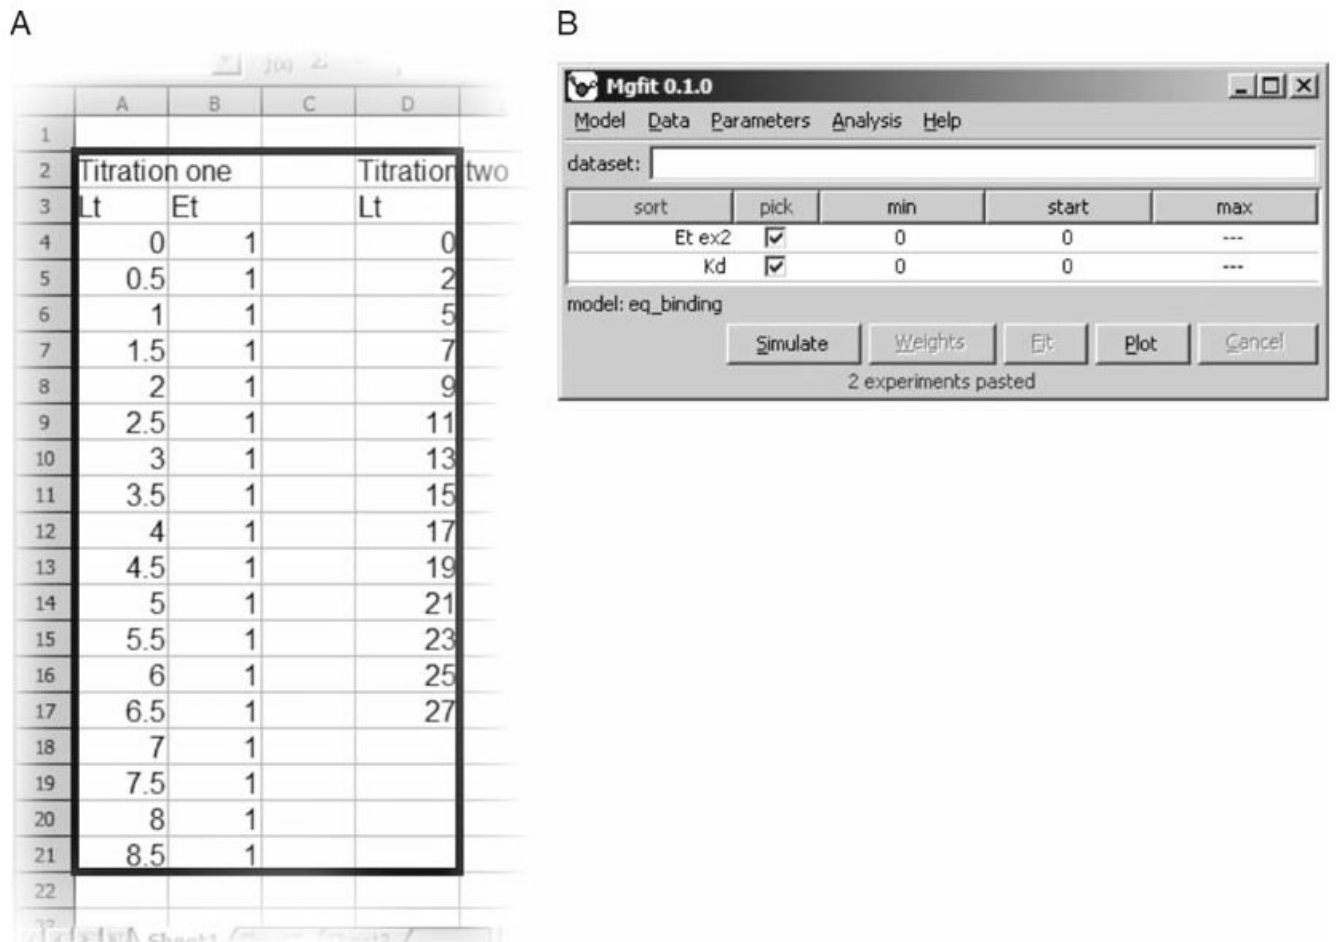 A
A B C D
1
2 Titration one Titration two
3 Lt Et Lt
4 0 1 0
5 0.5 1 2
6 1 1 5
7 1.5 1 7
8 2 1 9
9 2.5 1 11
10 3 1 13
11 3.5 1 15
12 4 1 17
13 4.5 1 19
14 5 1 21
15 5.5 1 23
16 6 1 25
17 6.5 1 27
18 7 1
19 7.5 1
20 8 1
21 8.5 1
22
Sheet1
B
Mgfit 0.1.0
Model Data Parameters Analysis Help
dataset:
sort pick min start max
Et ex2 0 0 ---
Kd 0 0 ---
model: eq_binding
Simulate Weights Fit Plot Cancel
2 experiments pasted